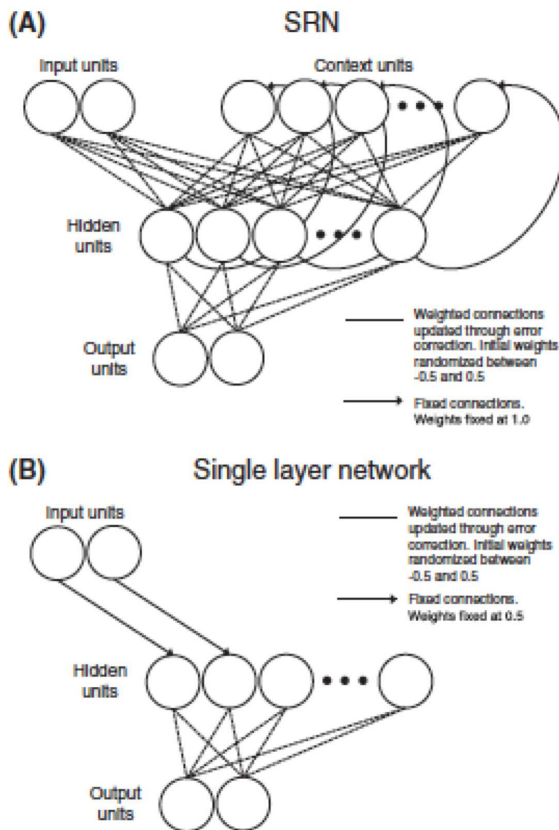 (A)
SRN
Input units
Context units
Hidden
units
Output
units
Weighted connections
updated through error
correction. Initial weights
randomized between
-0.5 and 0.5
Fixed connections.
Weights fixed at 1.0
(B)
Single layer network
Input units
Weighted connections
updated through error
correction. Initial weights
randomized between
-0.5 and 0.5
Fixed connections.
Weights fixed at 0.5
Hidden
units
Output
units